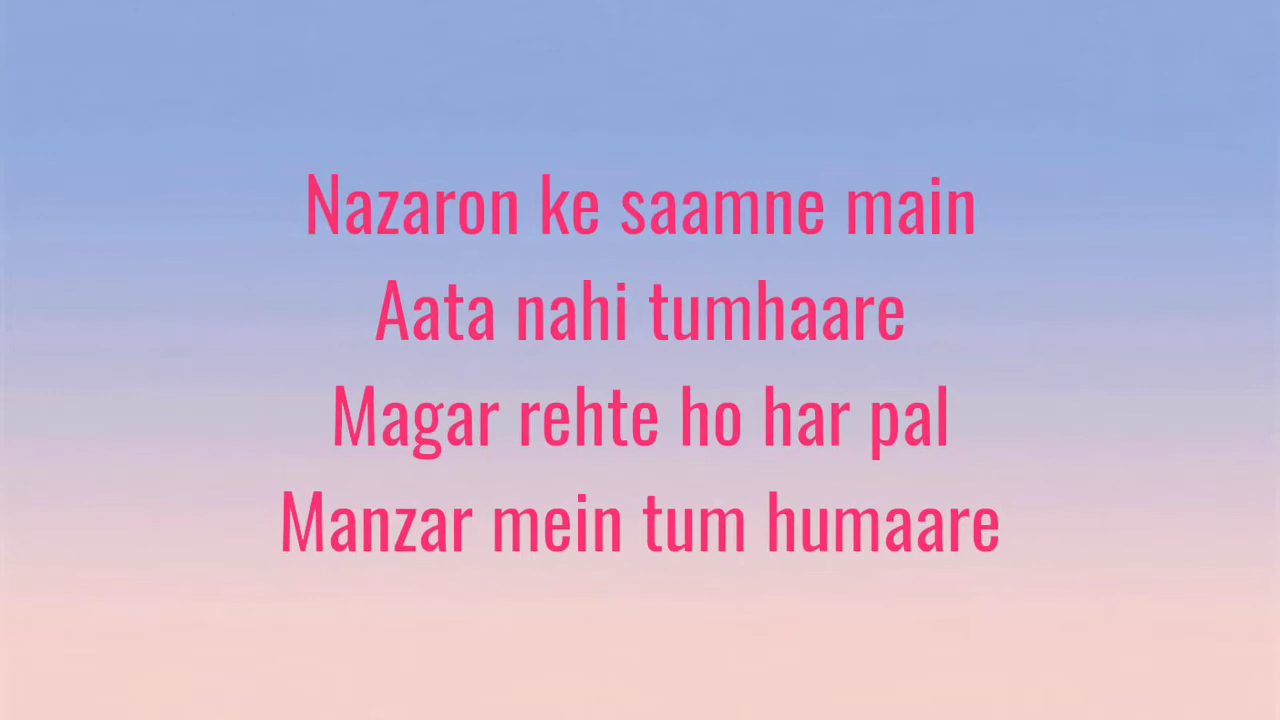 Nazaron ke saamne main
Aata nahi tumhaare
Magar rehte ho har pal
Manzar mein tum humaare